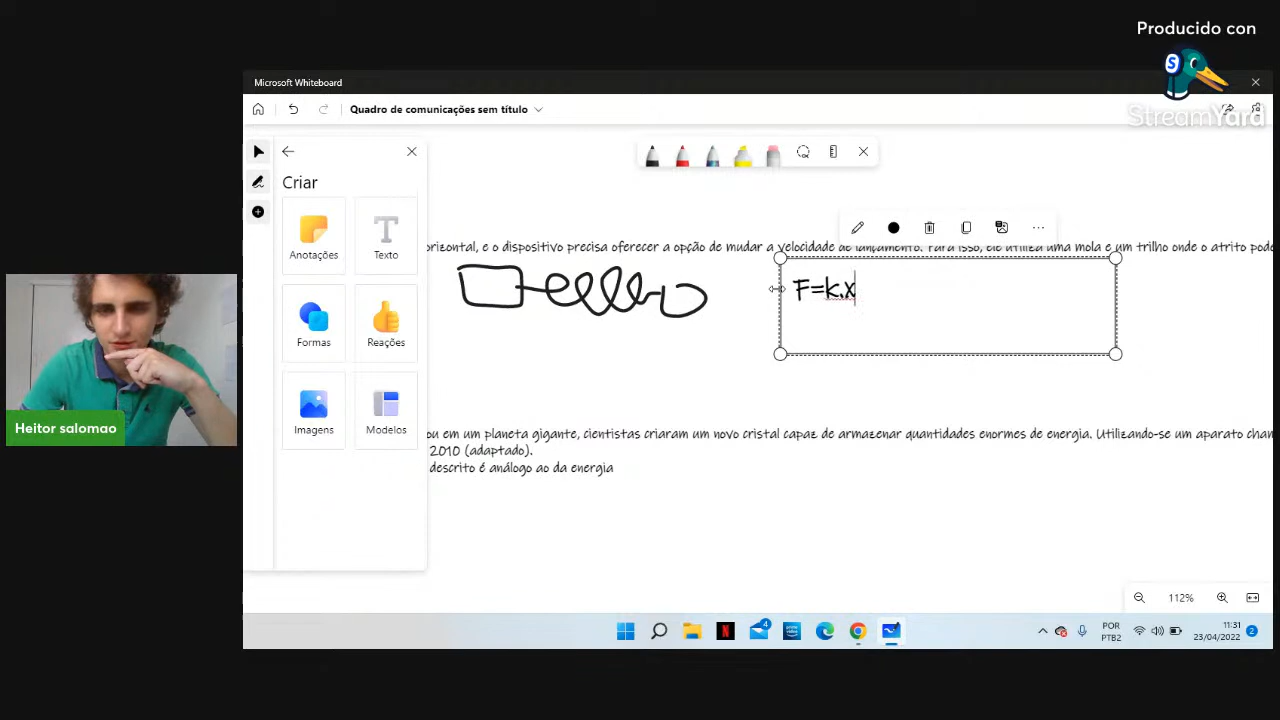 Producido con
StreamYard
Microsoft Whiteboard
Quadro de comunicações sem título
Criar
Anotações
Texto
Formas
Reações
Imagens
Modelos
orizontal, e o dispositivo precisa oferecer a opção de mudar a velocidade de lançamento. Para isso, ele utiliza uma mola e um trilho onde o atrito pode
F=k.x
ou em um planeta gigante, cientistas criaram um novo cristal capaz de armazenar quantidades enormes de energia. Utilizando-se um aparato cham
2010 (adaptado).
descrito é análogo ao da energia
Heitor salomao
112%
4
POR
PTB2
11:31
23/04/2022
2